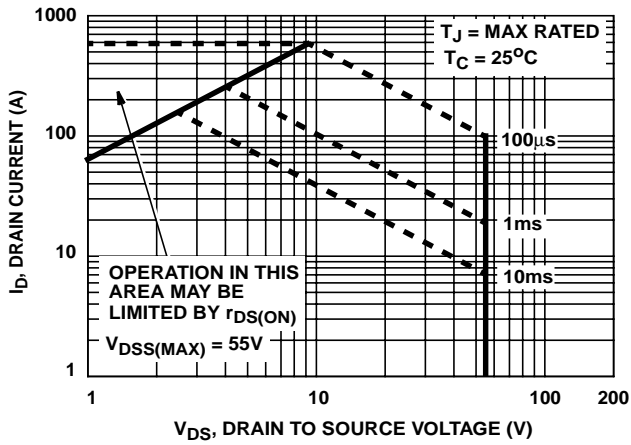 1000
T_J = MAX RATED
T_C = 25°C
I_D, DRAIN CURRENT (A)
100
100μs
1ms
10
10ms
OPERATION IN THIS
AREA MAY BE
LIMITED BY r_DS(ON)
V_DSS(MAX) = 55V
1
1 10 100 200
V_DS, DRAIN TO SOURCE VOLTAGE (V)